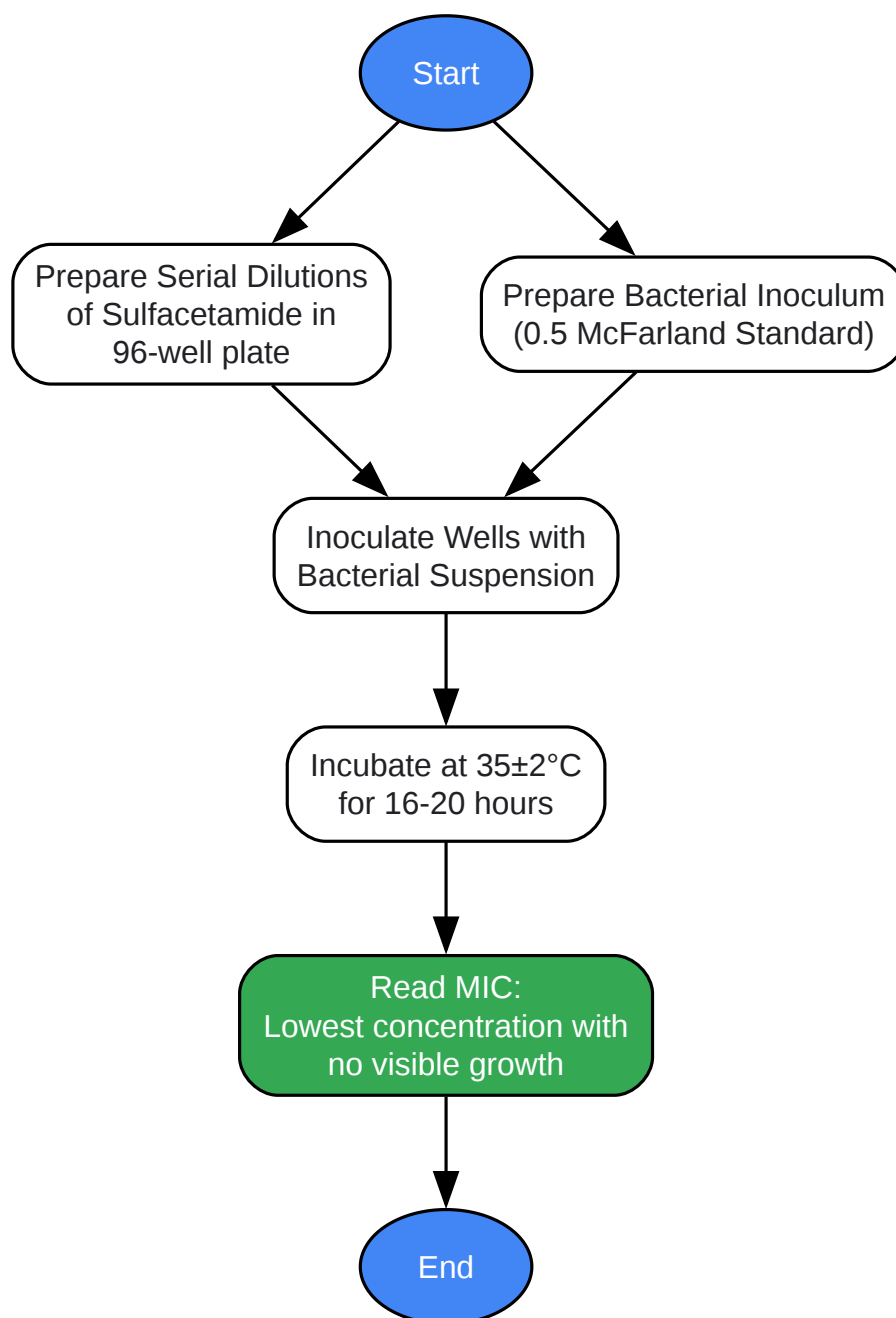 Start
Prepare Serial Dilutions
of Sulfacetamide in
96-well plate
Prepare Bacterial Inoculum
(0.5 McFarland Standard)
Inoculate Wells with
Bacterial Suspension
Incubate at 35±2°C
for 16-20 hours
Read MIC:
Lowest concentration with
no visible growth
End